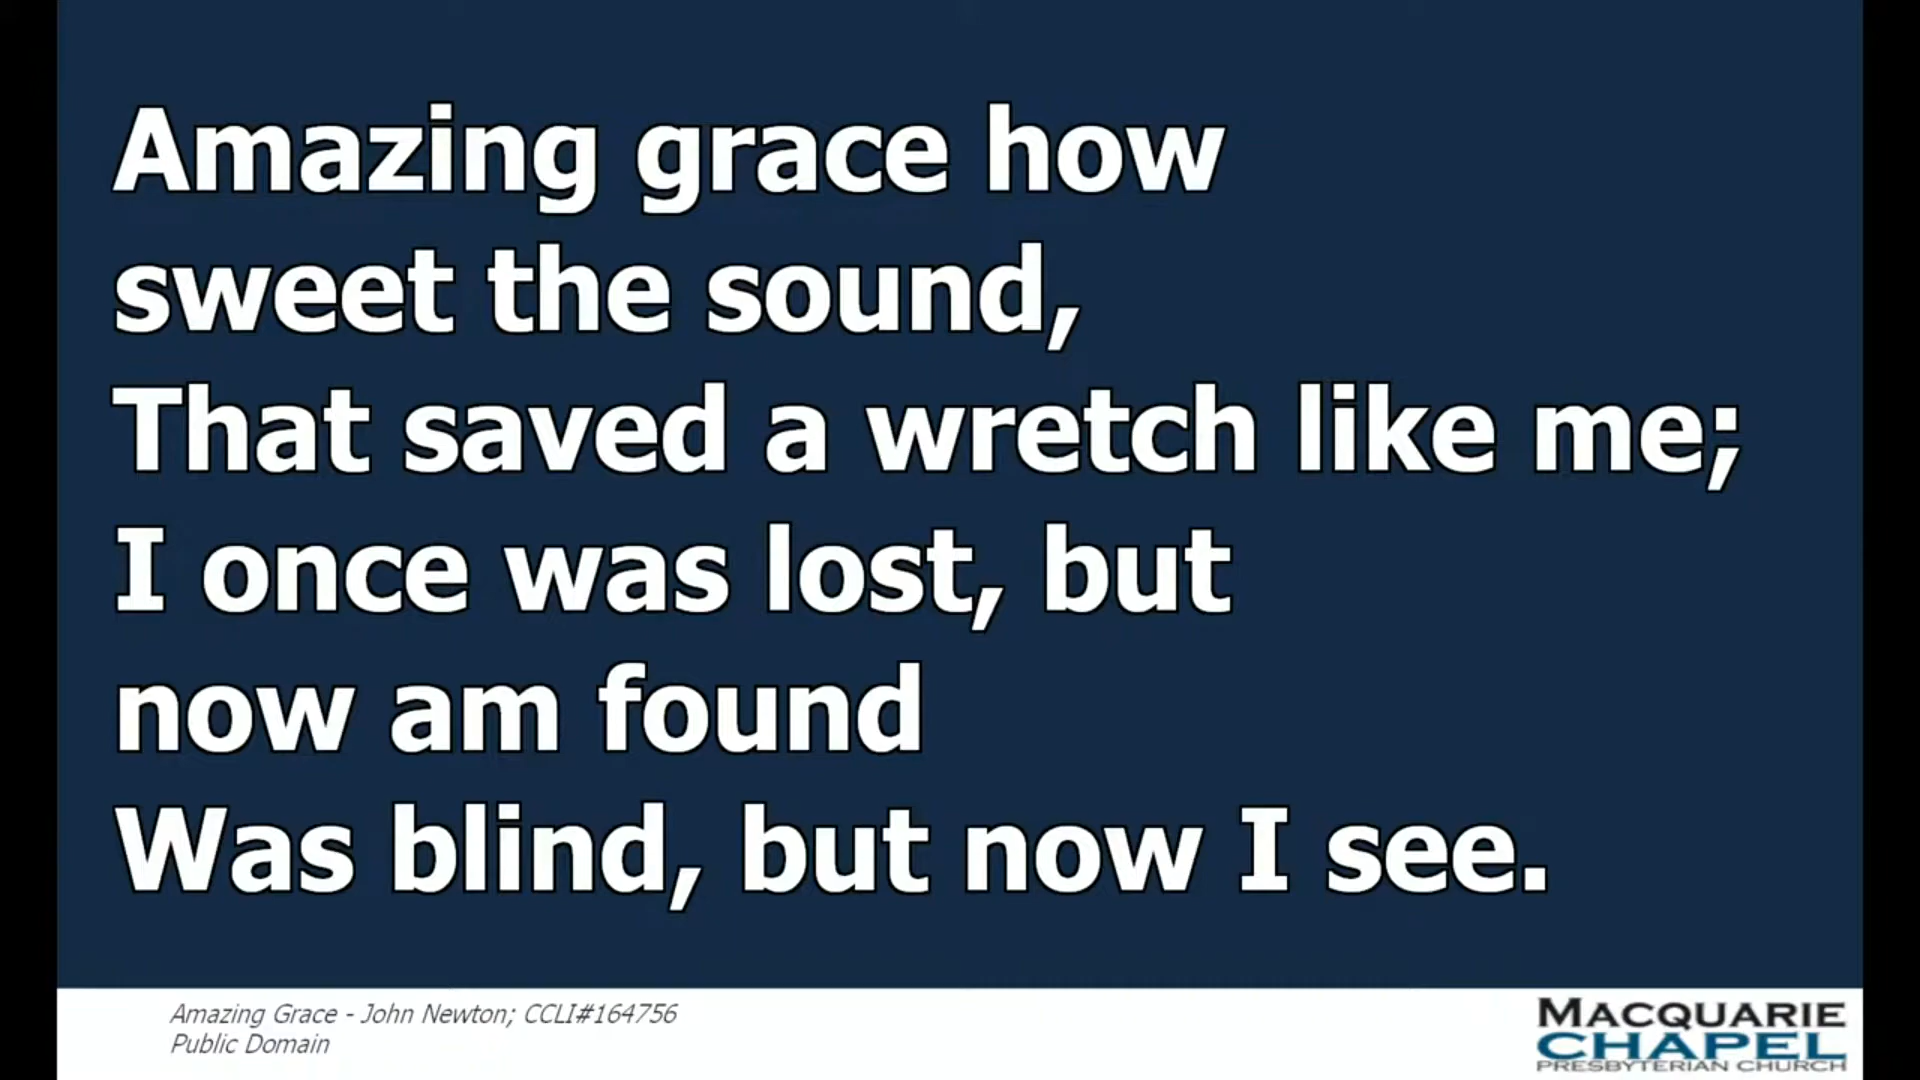 Amazing grace how
sweet the sound,
That saved a wretch like me;
I once was lost, but
now am found
Was blind, but now I see.
Amazing Grace - John Newton; CCLI#164756
Public Domain
MACQUARIE
CHAPEL
PRESBYTERIAN CHURCH